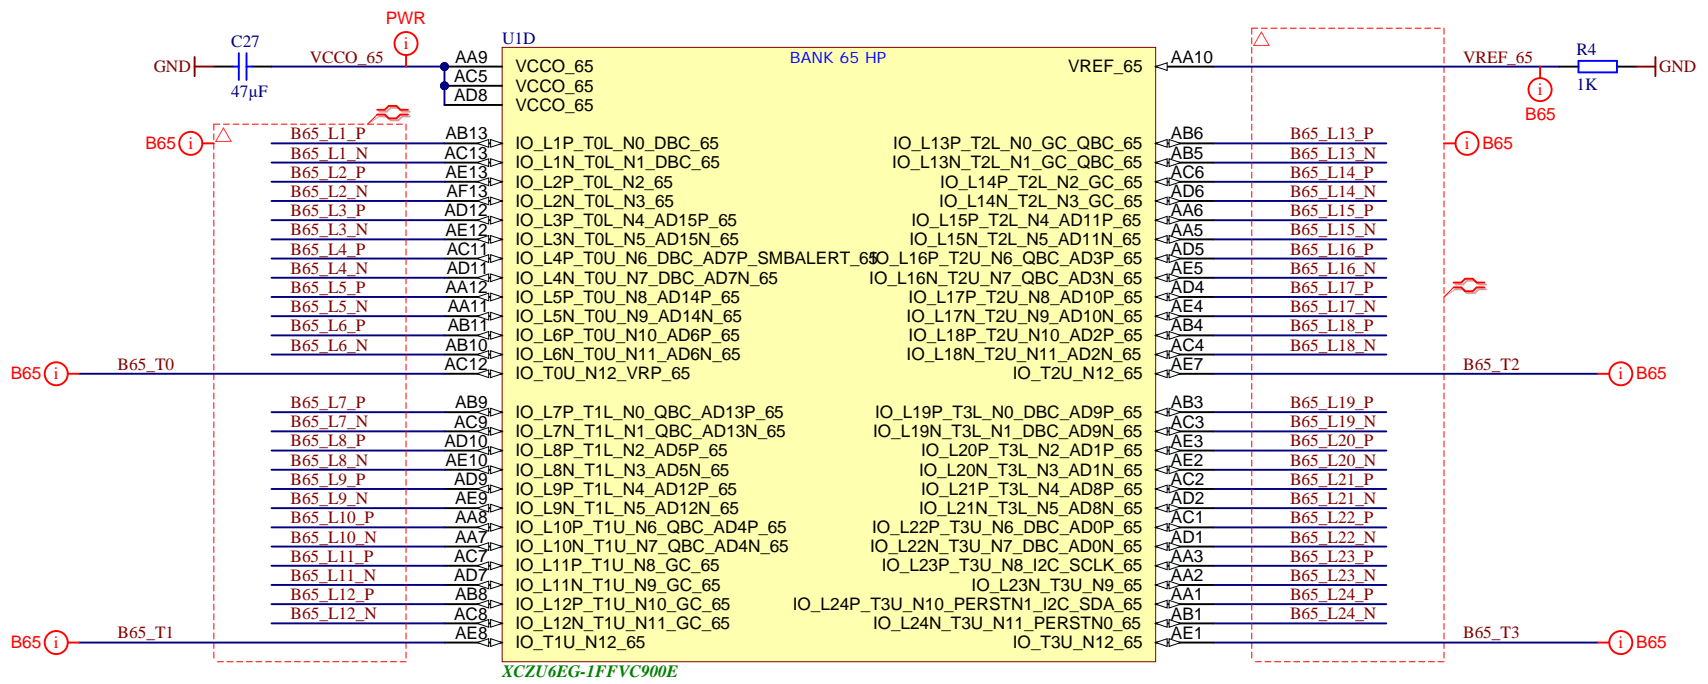 PWR
C27
GND
VCCO_65
47µF
U1D
BANK 65 HP
AA9 VCCO_65
AC5 VCCO_65
AD8 VCCO_65
VREF_65 AA10 VREF_65
R4
GND
1K
B65
B65
B65_L1_P AB13 IO_L1P_T0L_N0_DBC_65
B65_L1_N AC13 IO_L1N_T0L_N1_DBC_65
B65_L2_P AE13 IO_L2P_T0L_N2_65
B65_L2_N AF13 IO_L2N_T0L_N3_65
B65_L3_P AD12 IO_L3P_T0L_N4_AD15P_65
B65_L3_N AE12 IO_L3N_T0L_N5_AD15N_65
B65_L4_P AC11 IO_L4P_T0U_N6_DBC_AD7P_SMBALERT_65
B65_L4_N AD11 IO_L4N_T0U_N7_DBC_AD7N_65
B65_L5_P AA12 IO_L5P_T0U_N8_AD14P_65
B65_L5_N AA11 IO_L5N_T0U_N9_AD14N_65
B65_L6_P AB11 IO_L6P_T0U_N10_AD6P_65
B65_L6_N AB10 IO_L6N_T0U_N11_AD6N_65
B65 B65_T0 AC12 IO_T0U_N12_VRP_65
B65_L7_P AB9 IO_L7P_T1L_N0_QBC_AD13P_65
B65_L7_N AC9 IO_L7N_T1L_N1_QBC_AD13N_65
B65_L8_P AD10 IO_L8P_T1L_N2_AD5P_65
B65_L8_N AE10 IO_L8N_T1L_N3_AD5N_65
B65_L9_P AD9 IO_L9P_T1L_N4_AD12P_65
B65_L9_N AE9 IO_L9N_T1L_N5_AD12N_65
B65_L10_P AA8 IO_L10P_T1U_N6_QBC_AD4P_65
B65_L10_N AA7 IO_L10N_T1U_N7_QBC_AD4N_65
B65_L11_P AC7 IO_L11P_T1U_N8_GC_65
B65_L11_N AD7 IO_L11N_T1U_N9_GC_65
B65_L12_P AB8 IO_L12P_T1U_N10_GC_65
B65_L12_N AC8 IO_L12N_T1U_N11_GC_65
B65 B65_T1 AE8 IO_T1U_N12_65
IO_L13P_T2L_N0_GC_QBC_65 AB6 B65_L13_P B65
IO_L13N_T2L_N1_GC_QBC_65 AB5 B65_L13_N
IO_L14P_T2L_N2_GC_65 AC6 B65_L14_P
IO_L14N_T2L_N3_GC_65 AD6 B65_L14_N
IO_L15P_T2L_N4_AD11P_65 AA6 B65_L15_P
IO_L15N_T2L_N5_AD11N_65 AA5 B65_L15_N
IO_L16P_T2U_N6_QBC_AD3P_65 AD5 B65_L16_P
IO_L16N_T2U_N7_QBC_AD3N_65 AE5 B65_L16_N
IO_L17P_T2U_N8_AD10P_65 AD4 B65_L17_P
IO_L17N_T2U_N9_AD10N_65 AE4 B65_L17_N
IO_L18P_T2U_N10_AD2P_65 AB4 B65_L18_P
IO_L18N_T2U_N11_AD2N_65 AC4 B65_L18_N
IO_T2U_N12_65 AE7 B65_T2 B65
IO_L19P_T3L_N0_DBC_AD9P_65 AB3 B65_L19_P
IO_L19N_T3L_N1_DBC_AD9N_65 AC3 B65_L19_N
IO_L20P_T3L_N2_AD1P_65 AE3 B65_L20_P
IO_L20N_T3L_N3_AD1N_65 AE2 B65_L20_N
IO_L21P_T3L_N4_AD8P_65 AC2 B65_L21_P
IO_L21N_T3L_N5_AD8N_65 AD2 B65_L21_N
IO_L22P_T3U_N6_DBC_AD0P_65 AC1 B65_L22_P
IO_L22N_T3U_N7_DBC_AD0N_65 AD1 B65_L22_N
IO_L23P_T3U_N8_I2C_SCLK_65 AA3 B65_L23_P
IO_L23N_T3U_N9_65 AA2 B65_L23_N
IO_L24P_T3U_N10_PERSTN1_I2C_SDA_65 AA1 B65_L24_P
IO_L24N_T3U_N11_PERSTN0_65 AB1 B65_L24_N
IO_T3U_N12_65 AE1 B65_T3 B65
XCZU6EG-1FFVC900E